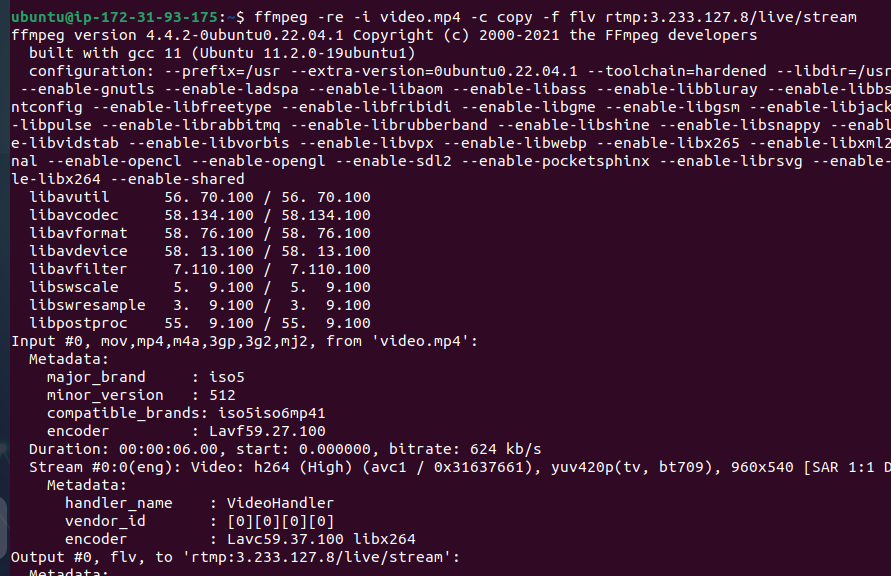 ubuntu@ip-172-31-93-175:~$ ffmpeg -re -i video.mp4 -c copy -f flv rtmp:3.233.127.8/live/stream
ffmpeg version 4.4.2-0ubuntu0.22.04.1 Copyright (c) 2000-2021 the FFmpeg developers
  built with gcc 11 (Ubuntu 11.2.0-19ubuntu1)
  configuration: --prefix=/usr --extra-version=0ubuntu0.22.04.1 --toolchain=hardened --libdir=/usr
 --enable-gnutls --enable-ladspa --enable-libaom --enable-libass --enable-libbluray --enable-libbs
ntconfig --enable-libfreetype --enable-libfribidi --enable-libgme --enable-libgsm --enable-libjack
-libpulse --enable-librabbitmq --enable-librubberband --enable-libshine --enable-libsnappy --enabl
e-libvidstab --enable-libvorbis --enable-libvpx --enable-libwebp --enable-libx265 --enable-libxml2
nal --enable-opencl --enable-opengl --enable-sdl2 --enable-pocketsphinx --enable-librsvg --enable-
le-libx264 --enable-shared
  libavutil      56. 70.100 / 56. 70.100
  libavcodec     58.134.100 / 58.134.100
  libavformat    58. 76.100 / 58. 76.100
  libavdevice    58. 13.100 / 58. 13.100
  libavfilter     7.110.100 /  7.110.100
  libswscale      5.  9.100 /  5.  9.100
  libswresample   3.  9.100 /  3.  9.100
  libpostproc    55.  9.100 / 55.  9.100
Input #0, mov,mp4,m4a,3gp,3g2,mj2, from 'video.mp4':
  Metadata:
    major_brand     : iso5
    minor_version   : 512
    compatible_brands: iso5iso6mp41
    encoder         : Lavf59.27.100
  Duration: 00:00:06.00, start: 0.000000, bitrate: 624 kb/s
  Stream #0:0(eng): Video: h264 (High) (avc1 / 0x31637661), yuv420p(tv, bt709), 960x540 [SAR 1:1 D
    Metadata:
      handler_name    : VideoHandler
      vendor_id       : [0][0][0][0]
      encoder         : Lavc59.37.100 libx264
Output #0, flv, to 'rtmp:3.233.127.8/live/stream':
  Metadata: